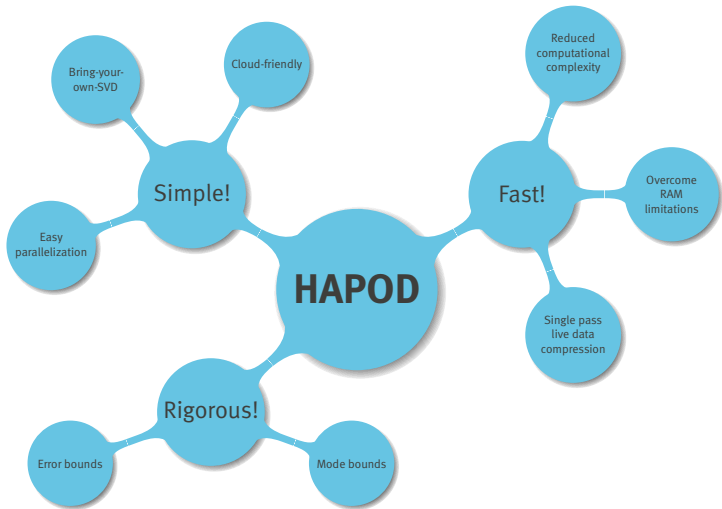 HAPOD
Simple!
Bring-your-
own-SVD
Cloud-friendly
Easy
parallelization
Fast!
Reduced
computational
complexity
Overcome
RAM
limitations
Single pass
live data
compression
Rigorous!
Error bounds
Mode bounds